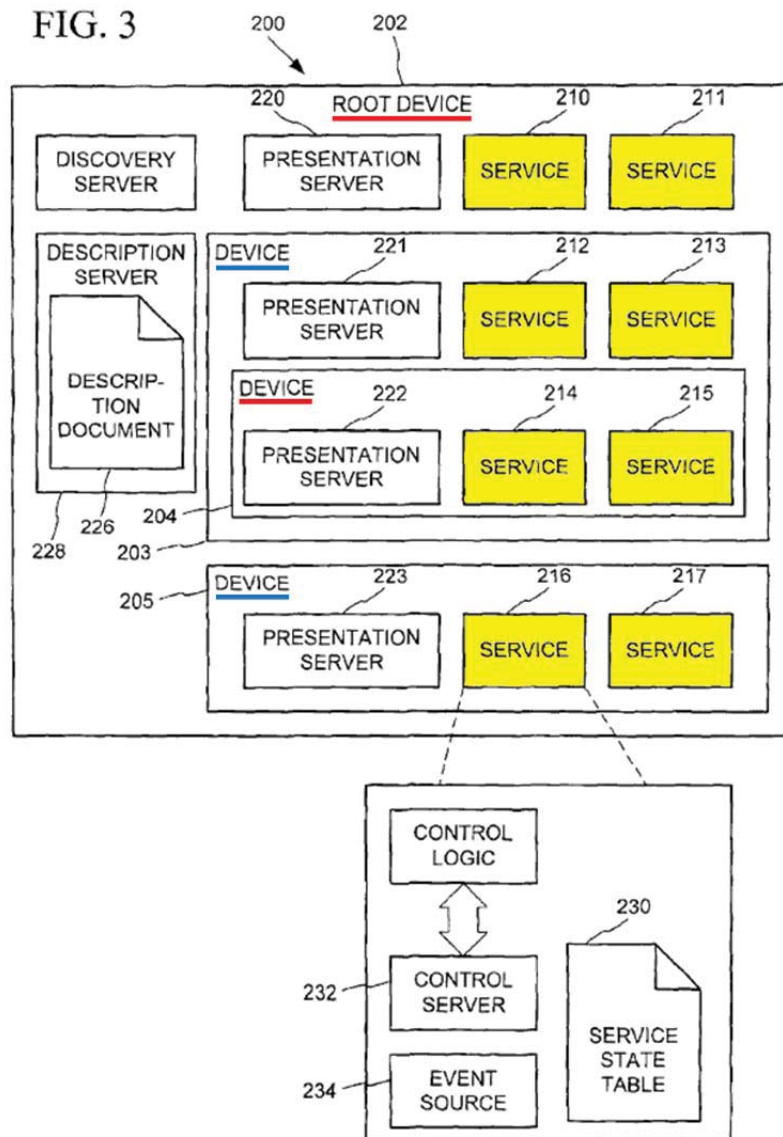 FIG. 3
200
202
ROOT DEVICE
220
210
211
DISCOVERY
SERVER
PRESENTATION
SERVER
SERVICE
SERVICE
DESCRIPTION
SERVER
DESCRIP-
TION
DOCUMENT
226
228
DEVICE
221
212
213
PRESENTATION
SERVER
SERVICE
SERVICE
DEVICE
222
214
215
PRESENTATION
SERVER
SERVICE
SERVICE
204
203
205
DEVICE
223
216
217
PRESENTATION
SERVER
SERVICE
SERVICE
CONTROL
LOGIC
230
232
CONTROL
SERVER
SERVICE
STATE
TABLE
234
EVENT
SOURCE